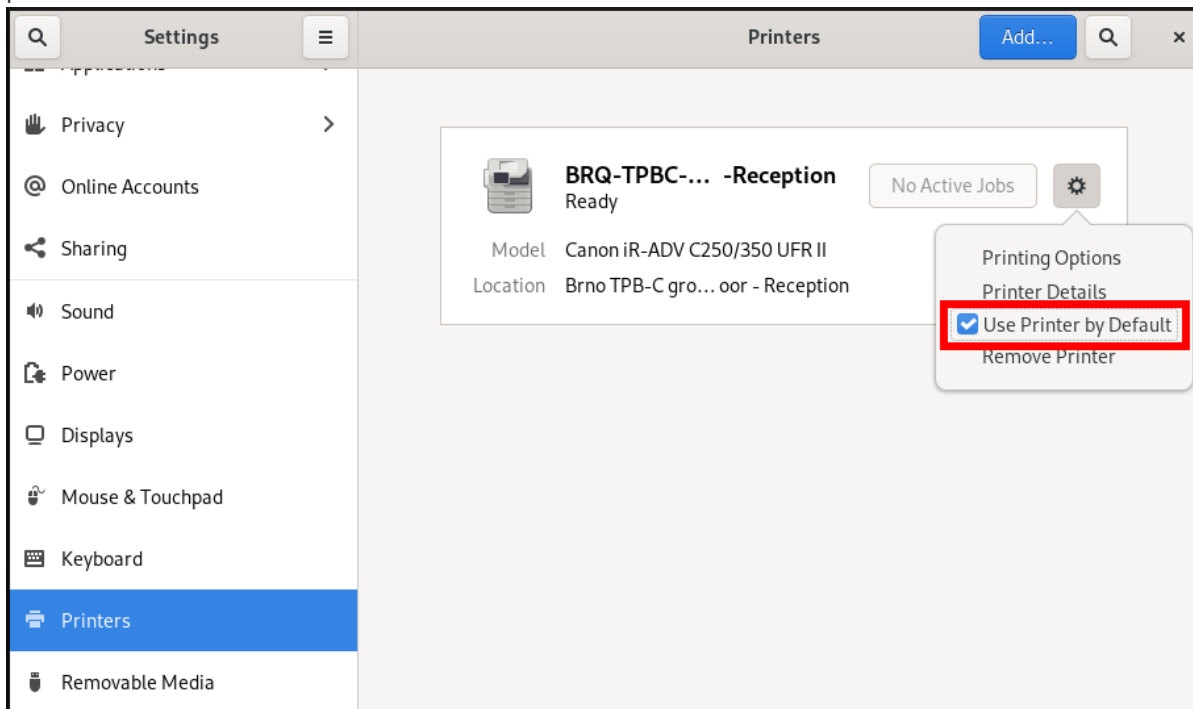 Settings
Printers
Add...
Applications
Privacy
Online Accounts
Sharing
Sound
Power
Displays
Mouse & Touchpad
Keyboard
Printers
Removable Media
BRQ-TPBC-... -Reception
Ready
No Active Jobs
Model Canon iR-ADV C250/350 UFR II
Location Brno TPB-C gro... oor - Reception
Printing Options
Printer Details
Use Printer by Default
Remove Printer